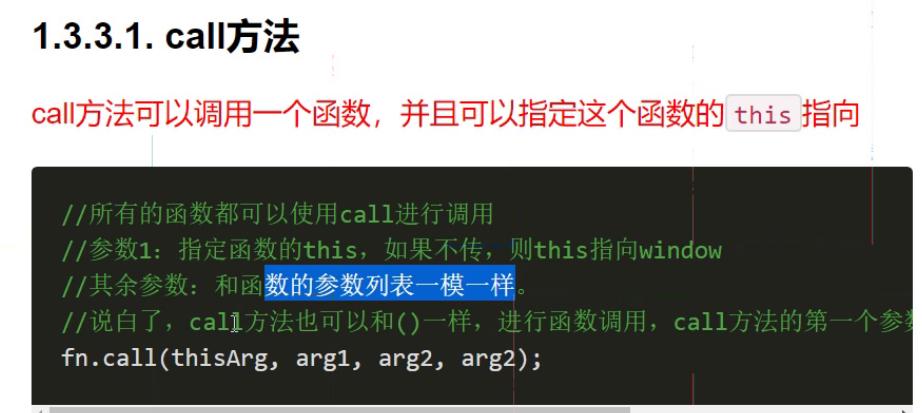 1.3.3.1. call方法
call方法可以调用一个函数，并且可以指定这个函数的this指向
//所有的函数都可以使用call进行调用
//参数1：指定函数的this，如果不传，则this指向window
//其余参数：和函数的参数列表一模一样。
//说白了，call方法也可以和()一样，进行函数调用，call方法的第一个参
fn.call(thisArg, arg1, arg2, arg2);